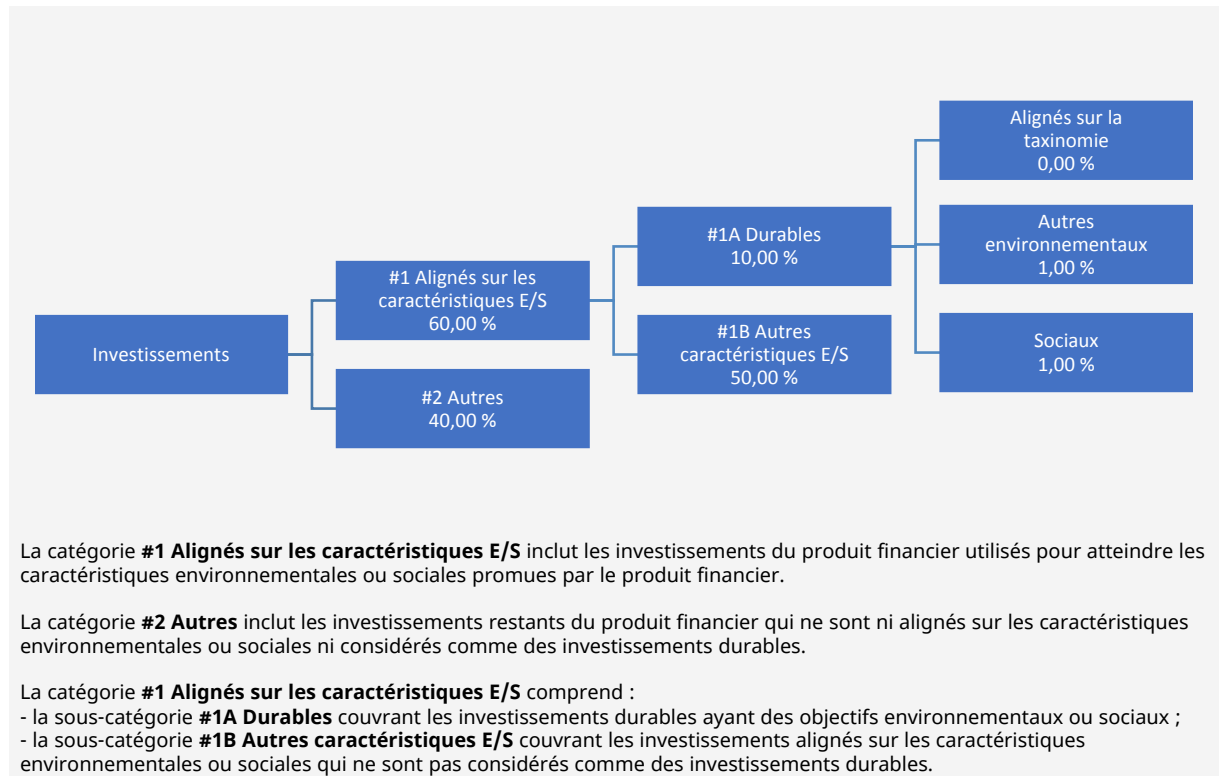 Investissements
#1 Alignés sur les
caractéristiques E/S
60,00 %
#2 Autres
40,00 %
#1A Durables
10,00 %
#1B Autres
caractéristiques E/S
50,00 %
Alignés sur la
taxinomie
0,00 %
Autres
environnementaux
1,00 %
Sociaux
1,00 %
La catégorie #1 Alignés sur les caractéristiques E/S inclut les investissements du produit financier utilisés pour atteindre les
caractéristiques environnementales ou sociales promues par le produit financier.
La catégorie #2 Autres inclut les investissements restants du produit financier qui ne sont ni alignés sur les caractéristiques
environnementales ou sociales ni considérés comme des investissements durables.
La catégorie #1 Alignés sur les caractéristiques E/S comprend :
- la sous-catégorie #1A Durables couvrant les investissements durables ayant des objectifs environnementaux ou sociaux ;
- la sous-catégorie #1B Autres caractéristiques E/S couvrant les investissements alignés sur les caractéristiques
environnementales ou sociales qui ne sont pas considérés comme des investissements durables.